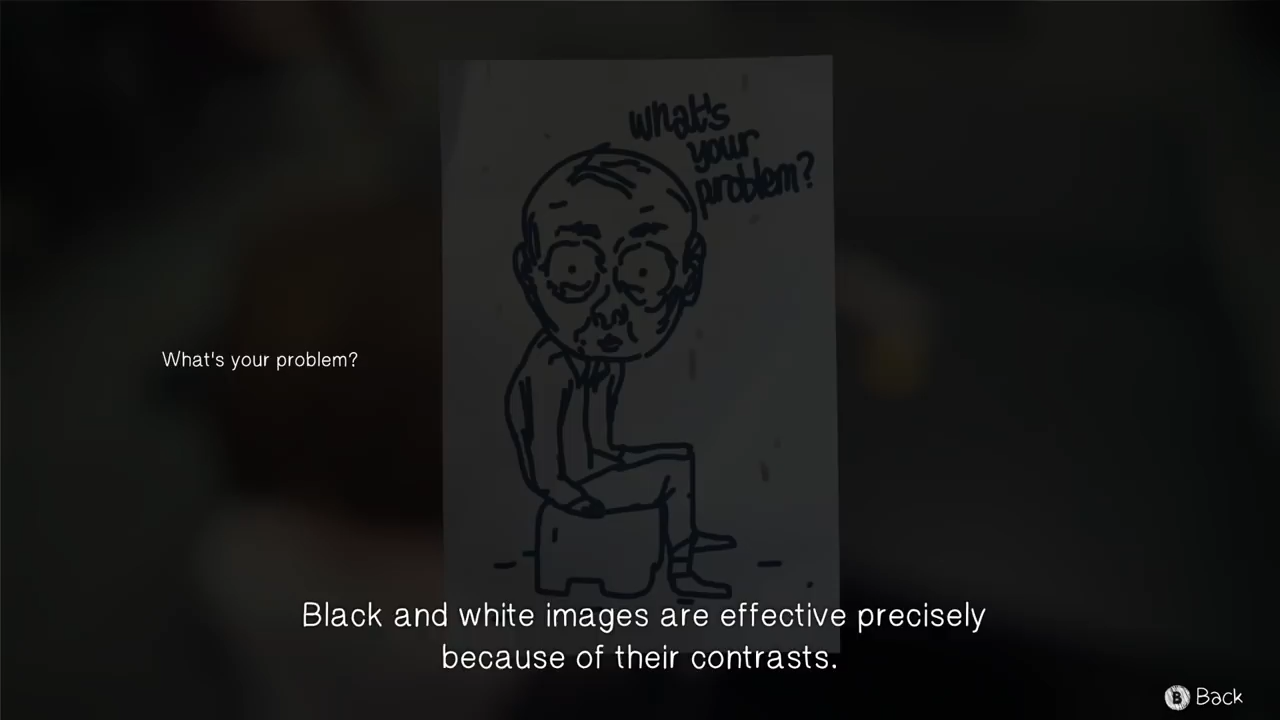 what's
your
problem?
What's your problem?
Black and white images are effective precisely
because of their contrasts.
B Back